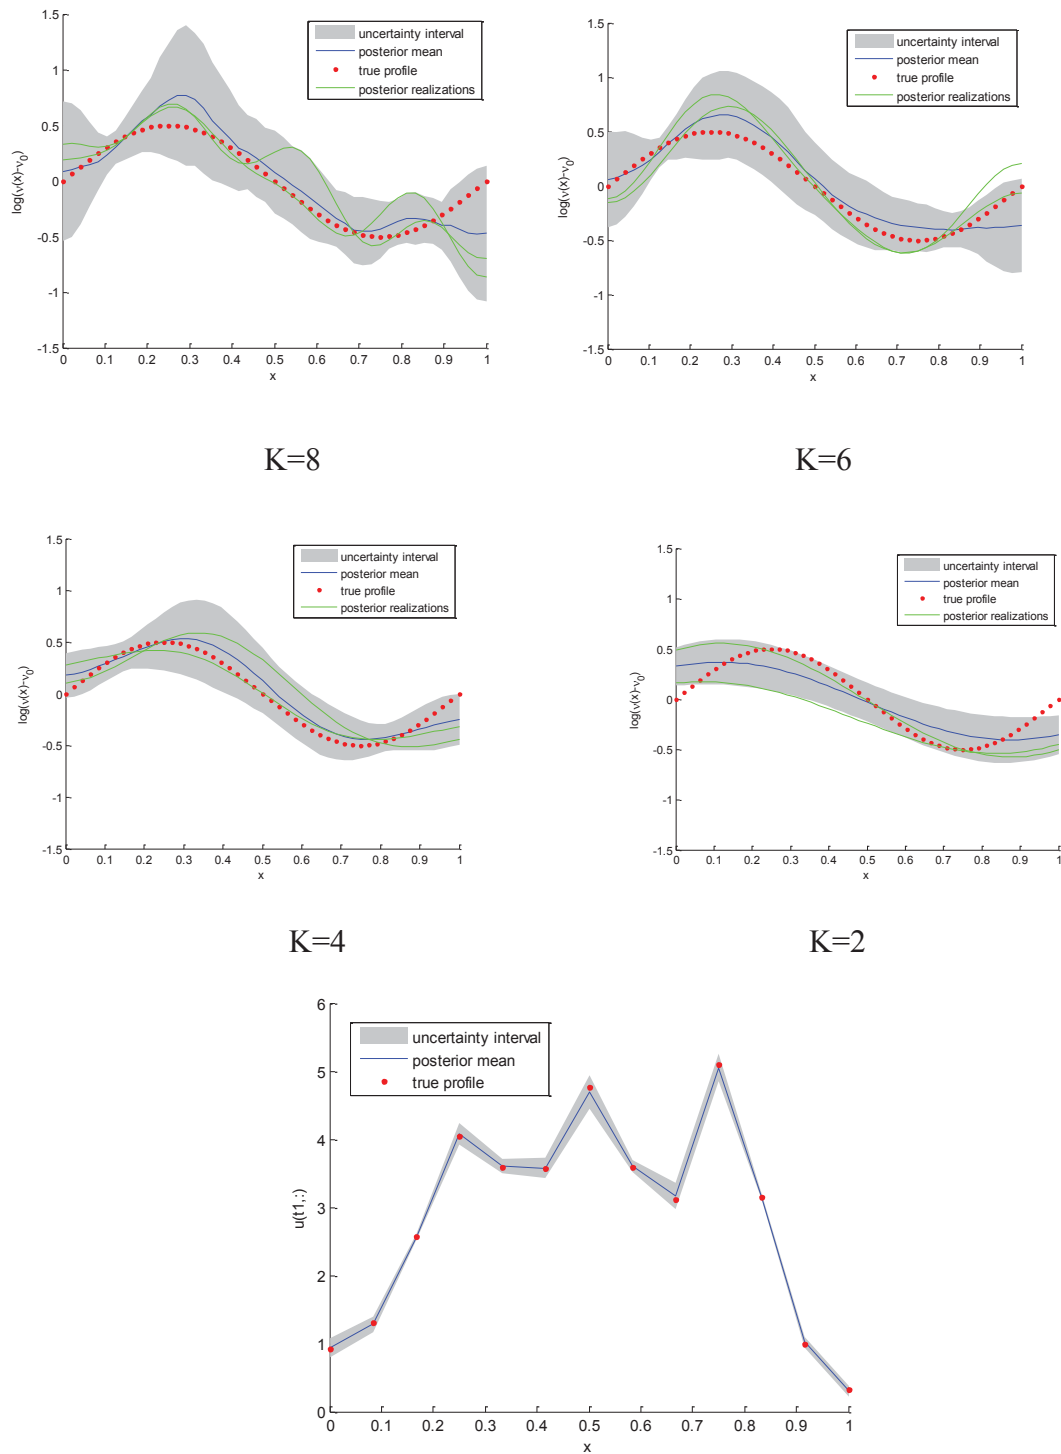 1.5
1
0.5
0
-0.5
-1
-1.5
log(ν(x)-ν0)
uncertainty interval
posterior mean
true profile
posterior realizations
0 0.1 0.2 0.3 0.4 0.5 0.6 0.7 0.8 0.9 1
x
K=8
1.5
1
0.5
0
-0.5
-1
-1.5
log(ν(x)-ν0)
uncertainty interval
posterior mean
true profile
posterior realizations
0 0.1 0.2 0.3 0.4 0.5 0.6 0.7 0.8 0.9 1
x
K=6
1.5
1
0.5
0
-0.5
-1
-1.5
log(ν(x)-ν0)
uncertainty interval
posterior mean
true profile
posterior realizations
0 0.1 0.2 0.3 0.4 0.5 0.6 0.7 0.8 0.9 1
x
K=4
1.5
1
0.5
0
-0.5
-1
-1.5
log(ν(x)-ν0)
uncertainty interval
posterior mean
true profile
posterior realizations
0 0.1 0.2 0.3 0.4 0.5 0.6 0.7 0.8 0.9 1
x
K=2
6
5
4
3
2
1
0
u(t1,:)
uncertainty interval
posterior mean
true profile
0 0.1 0.2 0.3 0.4 0.5 0.6 0.7 0.8 0.9 1
x